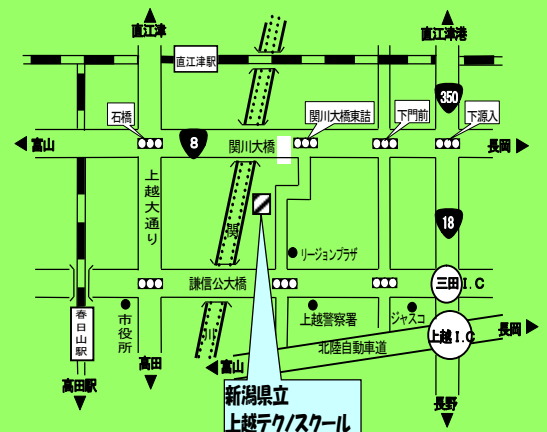 直江津
直江津港
直江津駅
350
石橋
関川大橋東詰
下門前
下源入
富山
8
関川大橋
長岡
上越大通り
関
18
リージョンプラザ
謙信公大橋
三田I.C
川
春日山駅
市役所
上越警察署
ジャスコ
上越I.C
長岡
北陸自動車道
高田
富山
高田駅
新潟県立
上越テクノスクール
長野